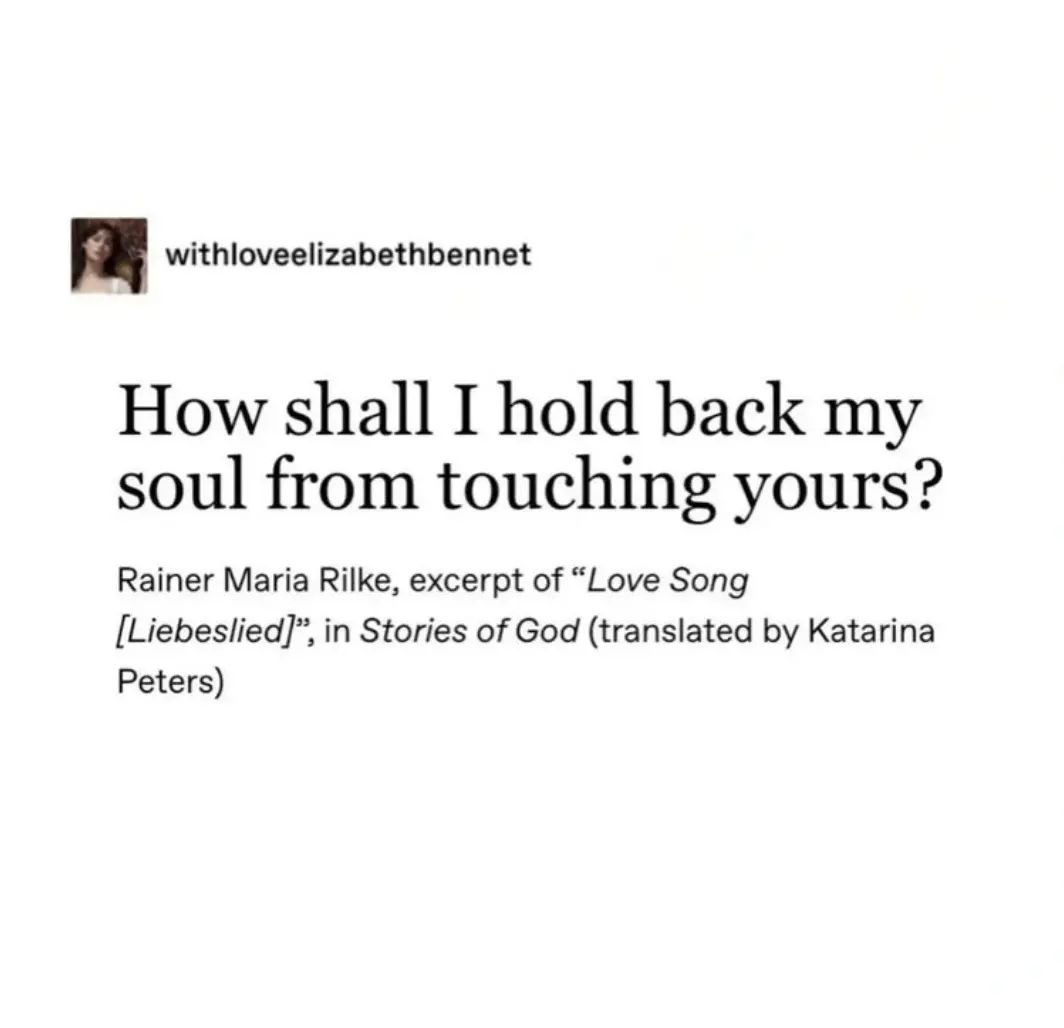 withloveelizabethbennet
How shall I hold back my
soul from touching yours?
Rainer Maria Rilke, excerpt of “Love Song
[Liebeslied]”, in Stories of God (translated by Katarina
Peters)